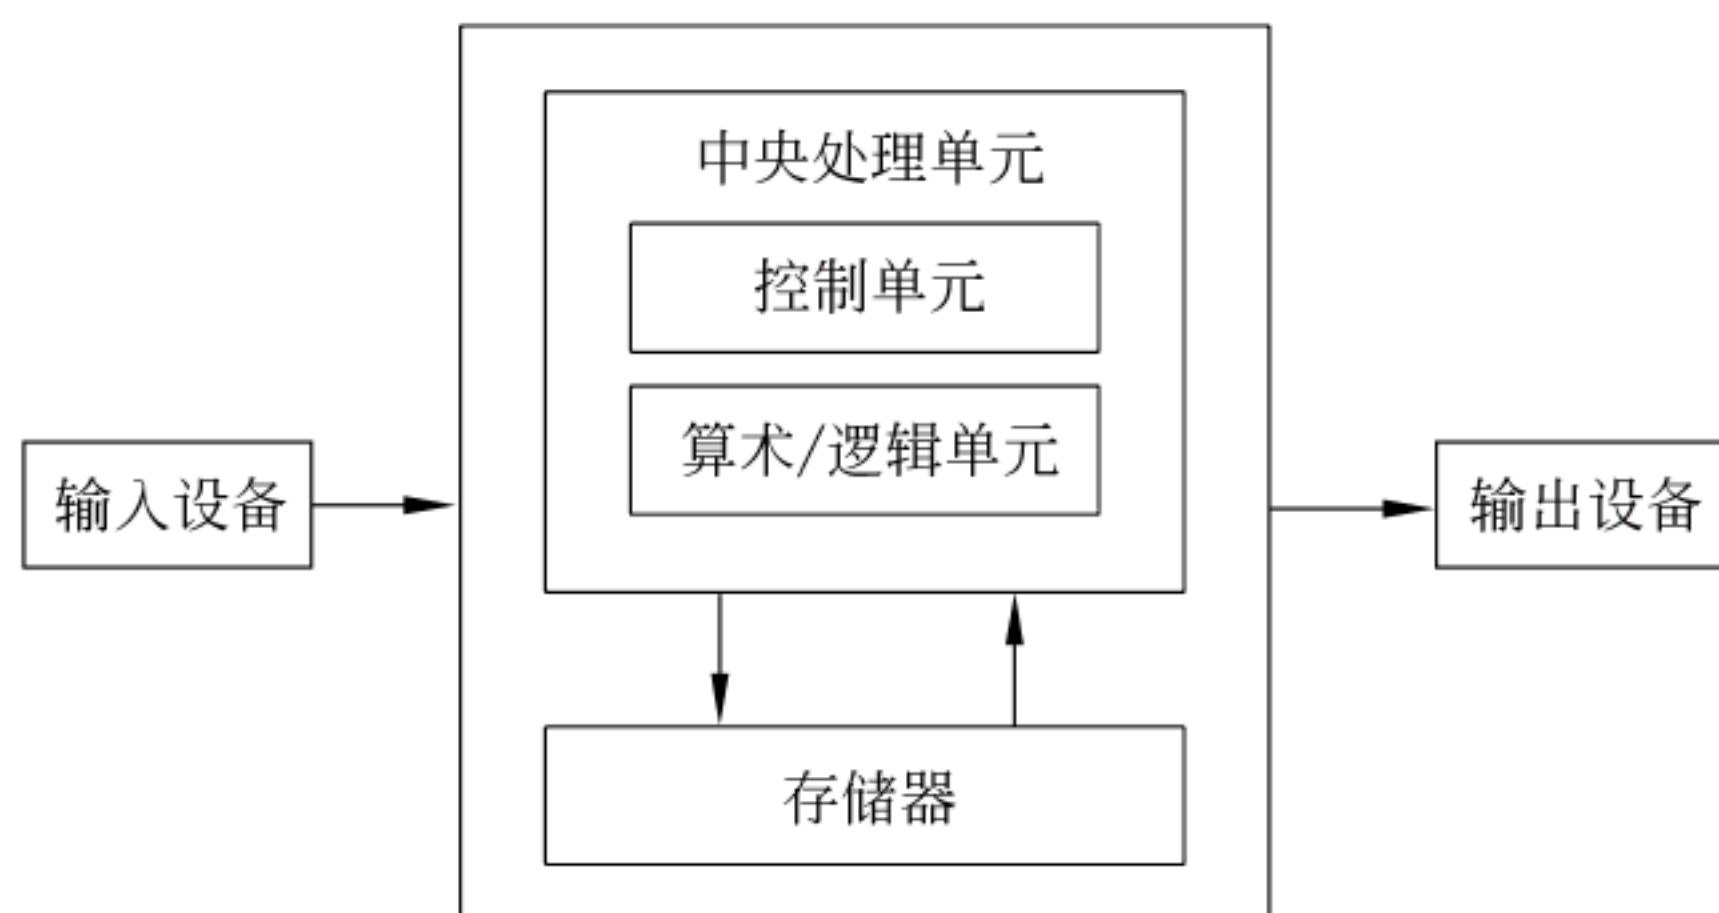 中央处理单元
控制单元
算术/逻辑单元
输入设备
输出设备
存储器